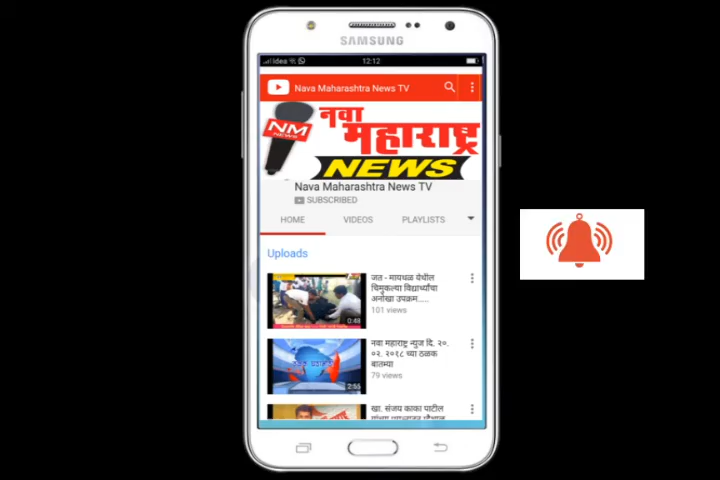 SAMSUNG
Idea
12:12
Nava Maharashtra News TV
NM
NEWS
नवा
महाराष्ट्र
NEWS
Nava Maharashtra News TV
SUBSCRIBED
HOME VIDEOS PLAYLISTS
Uploads
जत - मायथळ येथील
चिमुकल्या विद्यार्थ्यांचा
अनोखा उपक्रम.....
101 views
0:48
नवा महाराष्ट्र न्युज दि. २०.
०२. २०१८ च्या ठळक
बातम्या
79 views
2:55
खा. संजय काका पाटील